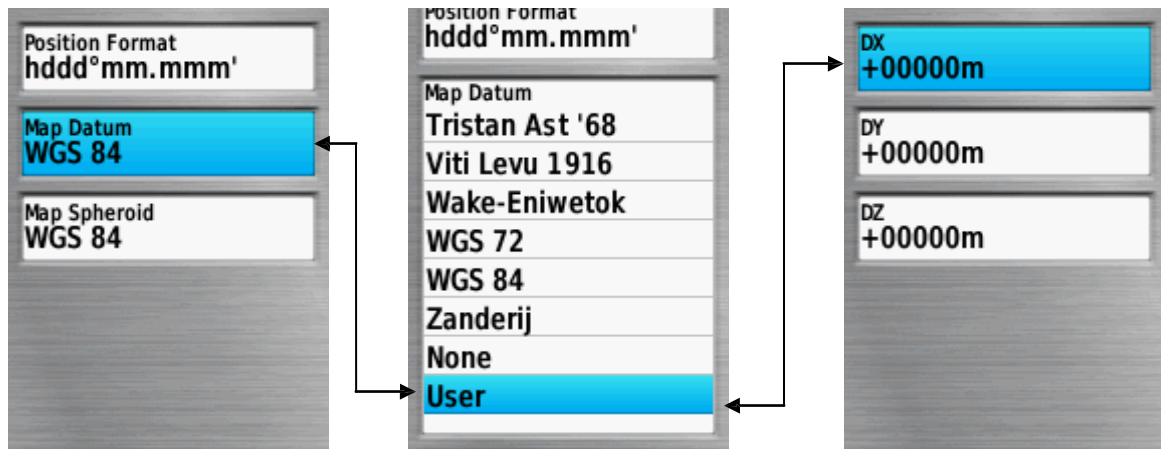 Position Format
hddd°mm.mmm'
Map Datum
WGS 84
Map Spheroid
WGS 84
Position Format
hddd°mm.mmm'
Map Datum
Tristan Ast '68
Viti Levu 1916
Wake-Eniwetok
WGS 72
WGS 84
Zanderij
None
User
DX
+00000m
DY
+00000m
DZ
+00000m